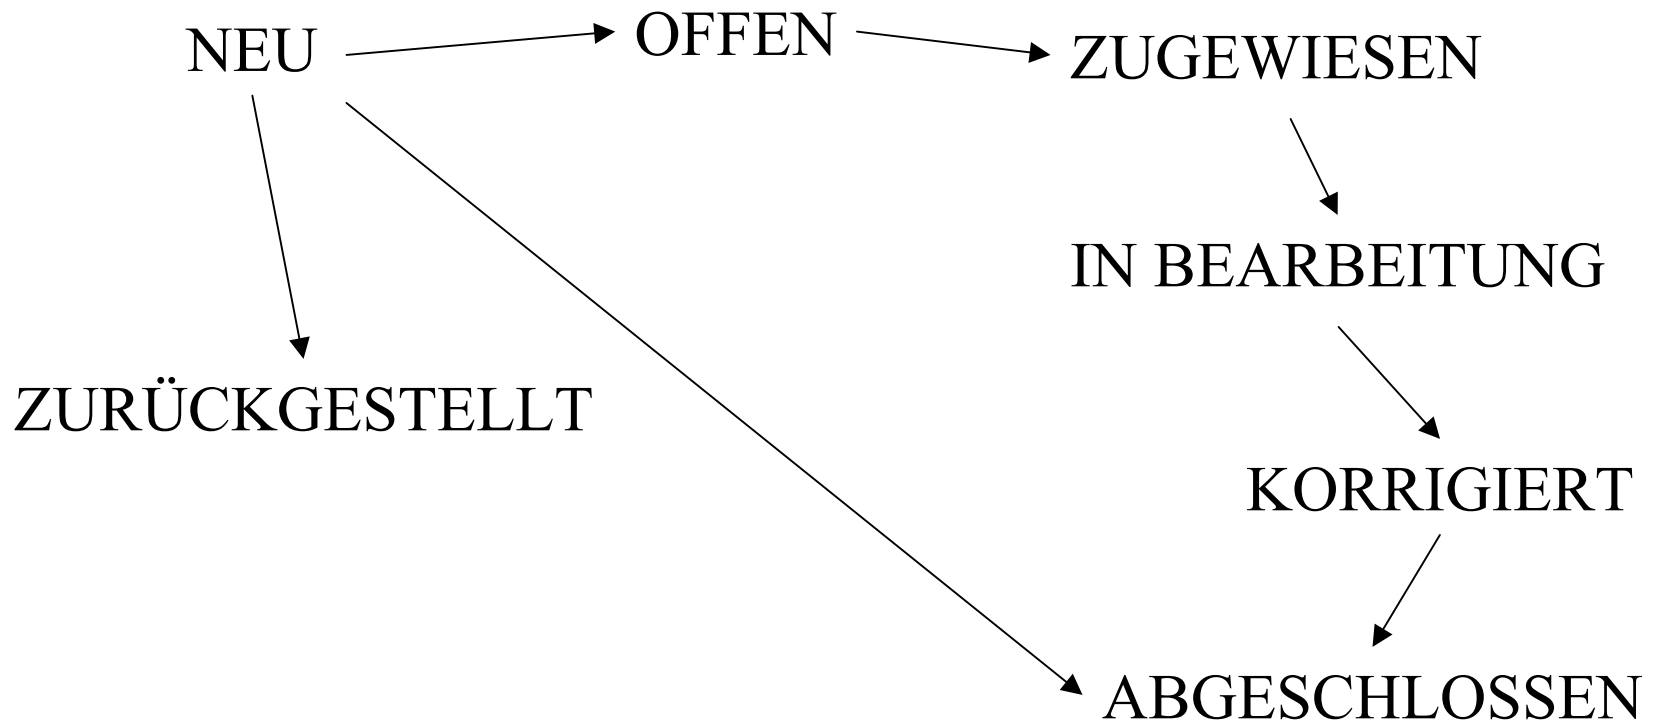 NEU
OFFEN
ZUGEWIESEN
IN BEARBEITUNG
ZURÜCKGESTELLT
KORRIGIERT
ABGESCHLOSSEN